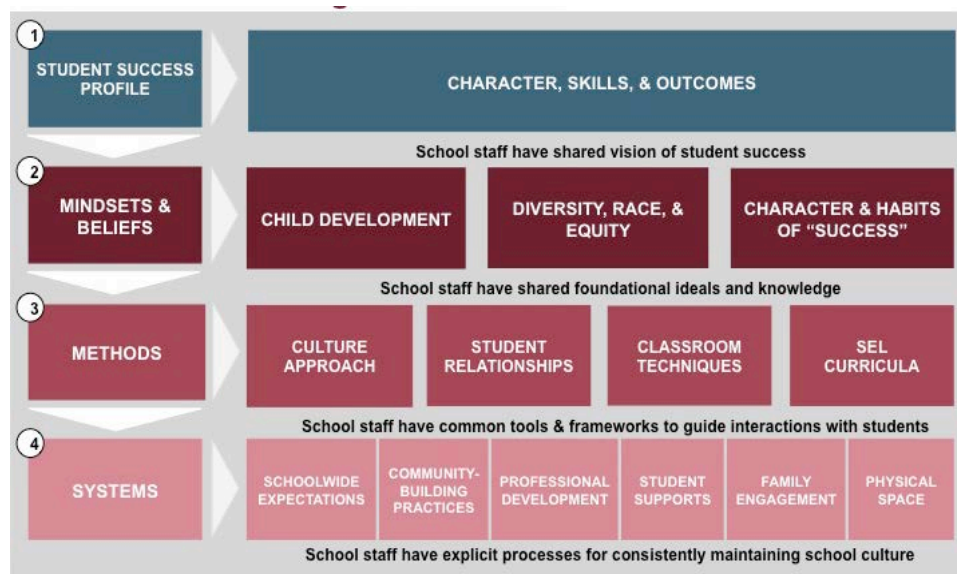 1
STUDENT SUCCESS
PROFILE
CHARACTER, SKILLS, & OUTCOMES
School staff have shared vision of student success
2
MINDSETS &
BELIEFS
CHILD DEVELOPMENT
DIVERSITY, RACE, &
EQUITY
CHARACTER & HABITS
OF “SUCCESS”
School staff have shared foundational ideals and knowledge
3
METHODS
CULTURE
APPROACH
STUDENT
RELATIONSHIPS
CLASSROOM
TECHNIQUES
SEL
CURRICULA
School staff have common tools & frameworks to guide interactions with students
4
SYSTEMS
SCHOOLWIDE
EXPECTATIONS
COMMUNITY-
BUILDING
PRACTICES
PROFESSIONAL
DEVELOPMENT
STUDENT
SUPPORTS
FAMILY
ENGAGEMENT
PHYSICAL
SPACE
School staff have explicit processes for consistently maintaining school culture